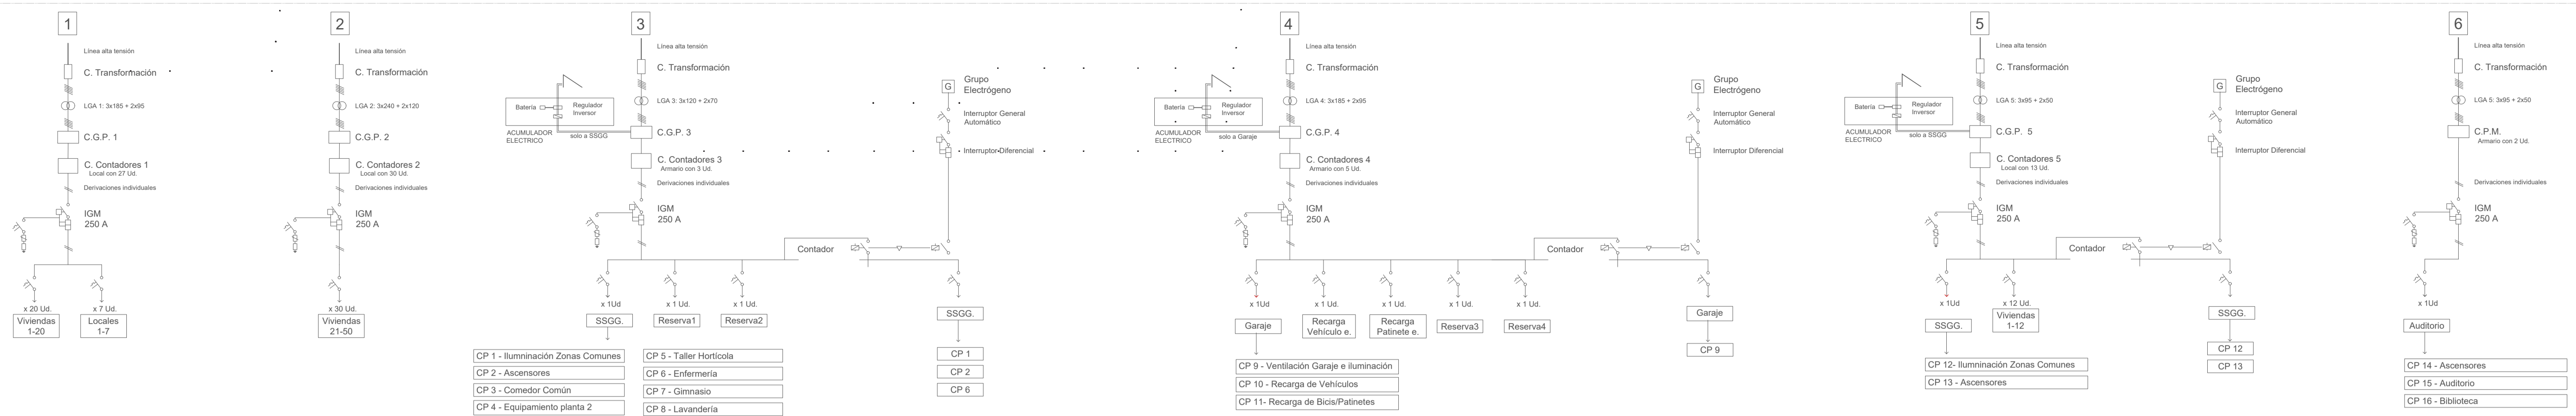 1
Línea alta tensión
C. Transformación
LGA 1: 3x185 + 2x95
C.G.P. 1
C. Contadores 1
Local con 27 Ud.
Derivaciones individuales
IGM
250 A
x 20 Ud.
x 7 Ud.
Viviendas
1-20
Locales
1-7
2
Línea alta tensión
C. Transformación
LGA 2: 3x240 + 2x120
C.G.P. 2
C. Contadores 2
Local con 30 Ud.
Derivaciones individuales
IGM
250 A
x 30 Ud.
Viviendas
21-50
3
Línea alta tensión
C. Transformación
Batería
Regulador
Inversor
LGA 3: 3x120 + 2x70
ACUMULADOR
ELECTRICO
solo a SSGG
C.G.P. 3
C. Contadores 3
Armario con 3 Ud.
Derivaciones individuales
IGM
250 A
G
Grupo
Electrógeno
Interruptor General
Automático
Interruptor Diferencial
Contador
x 1Ud
x 1 Ud.
x 1 Ud.
SSGG.
Reserva1
Reserva2
SSGG.
CP 1 - Ilumninación Zonas Comunes
CP 2 - Ascensores
CP 3 - Comedor Común
CP 4 - Equipamiento planta 2
CP 5 - Taller Hortícola
CP 6 - Enfermería
CP 7 - Gimnasio
CP 8 - Lavandería
CP 1
CP 2
CP 6
4
Línea alta tensión
C. Transformación
Batería
Regulador
Inversor
LGA 4: 3x185 + 2x95
ACUMULADOR
ELECTRICO
solo a Garaje
C.G.P. 4
C. Contadores 4
Armario con 5 Ud.
Derivaciones individuales
IGM
250 A
G
Grupo
Electrógeno
Interruptor General
Automático
Interruptor Diferencial
Contador
x 1Ud
x 1 Ud.
x 1 Ud.
x 1 Ud.
x 1 Ud.
Garaje
Recarga
Vehículo e.
Recarga
Patinete e.
Reserva3
Reserva4
Garaje
CP 9 - Ventilación Garaje e iluminación
CP 10 - Recarga de Vehículos
CP 11- Recarga de Bicis/Patinetes
CP 9
5
Línea alta tensión
C. Transformación
Batería
Regulador
Inversor
LGA 5: 3x95 + 2x50
ACUMULADOR
ELECTRICO
solo a SSGG
C.G.P. 5
C. Contadores 5
Local con 13 Ud.
Derivaciones individuales
IGM
250 A
G
Grupo
Electrógeno
Interruptor General
Automático
Interruptor Diferencial
Contador
x 1Ud
x 12 Ud.
SSGG.
Viviendas
1-12
SSGG.
CP 12- Ilumninación Zonas Comunes
CP 13 - Ascensores
CP 12
CP 13
6
Línea alta tensión
C. Transformación
LGA 5: 3x95 + 2x50
C.P.M.
Armario con 2 Ud.
Derivaciones individuales
IGM
250 A
x 1Ud
Auditorio
CP 14 - Ascensores
CP 15 - Auditorio
CP 16 - Biblioteca